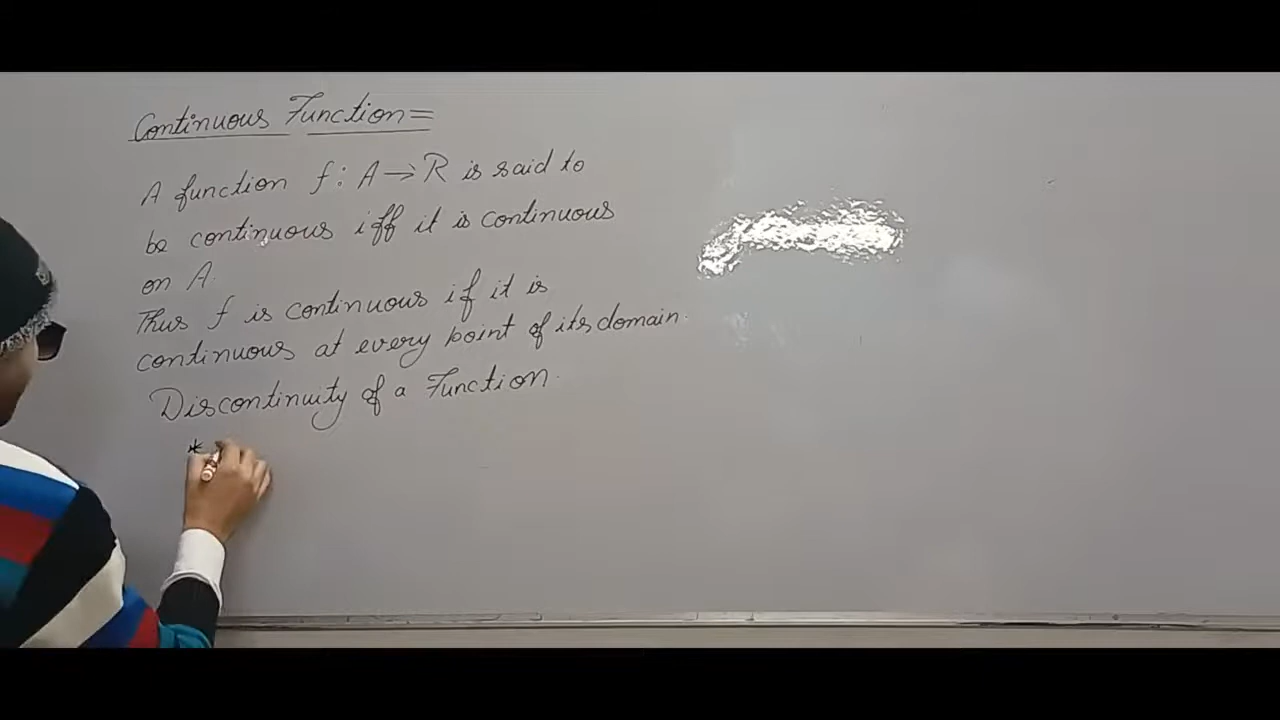 Continuous Function=
A function f: A→R is said to
be continuous iff it is continuous
on A.
Thus f is continuous if it is
continuous at every point of its domain.
Discontinuity of a Function.
*